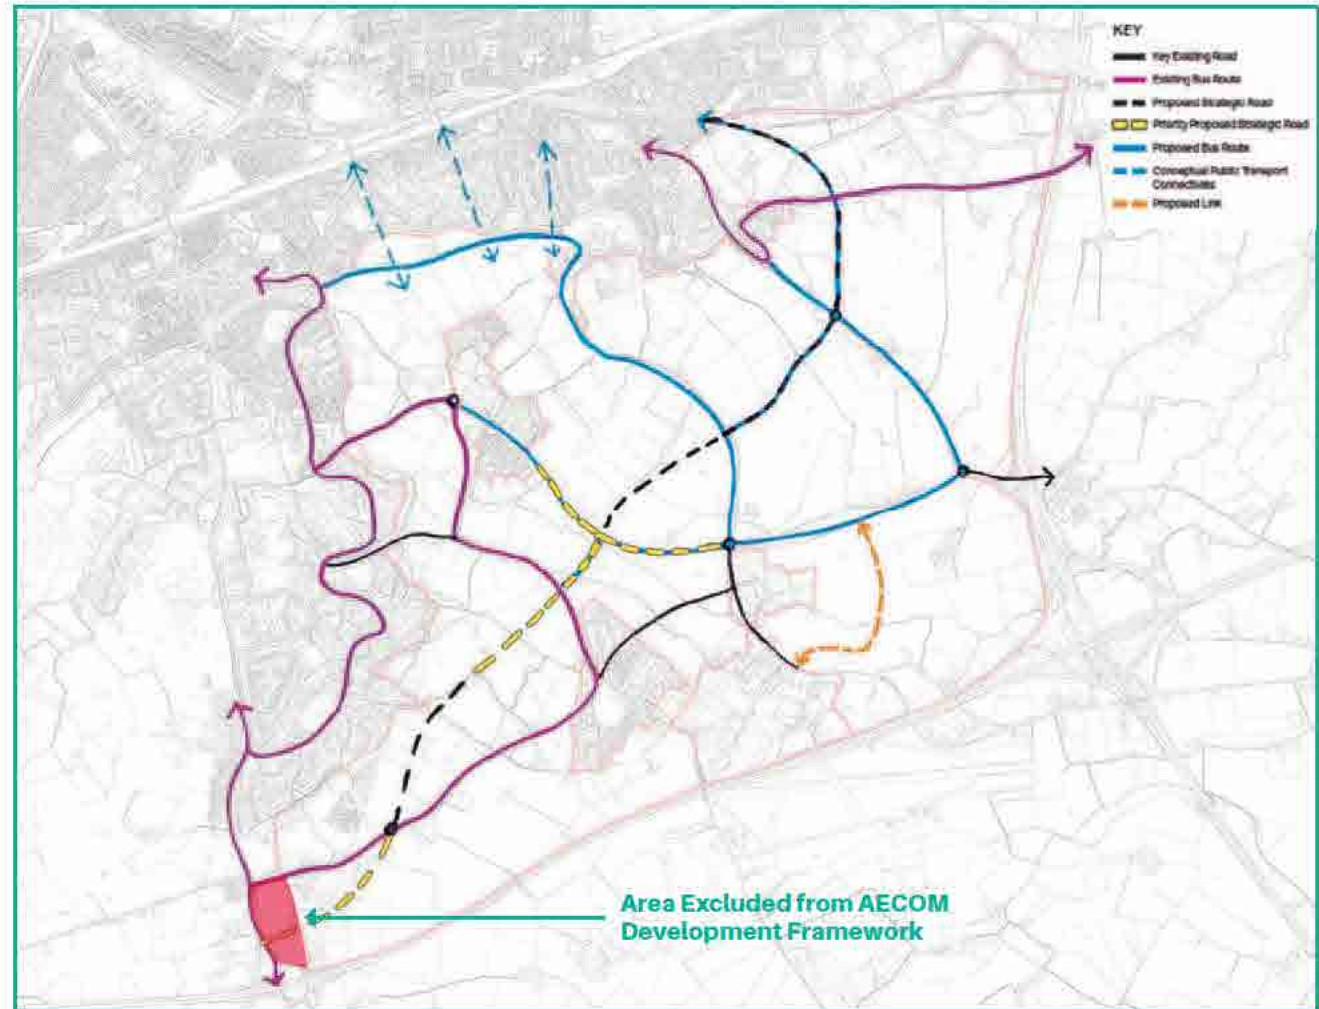 KEY
Key Existing Road
Existing Bus Route
Proposed Strategic Road
Priority Proposed Strategic Road
Proposed Bus Route
Conceptual Public Transport
Connections
Proposed Link
Area Excluded from AECOM
Development Framework